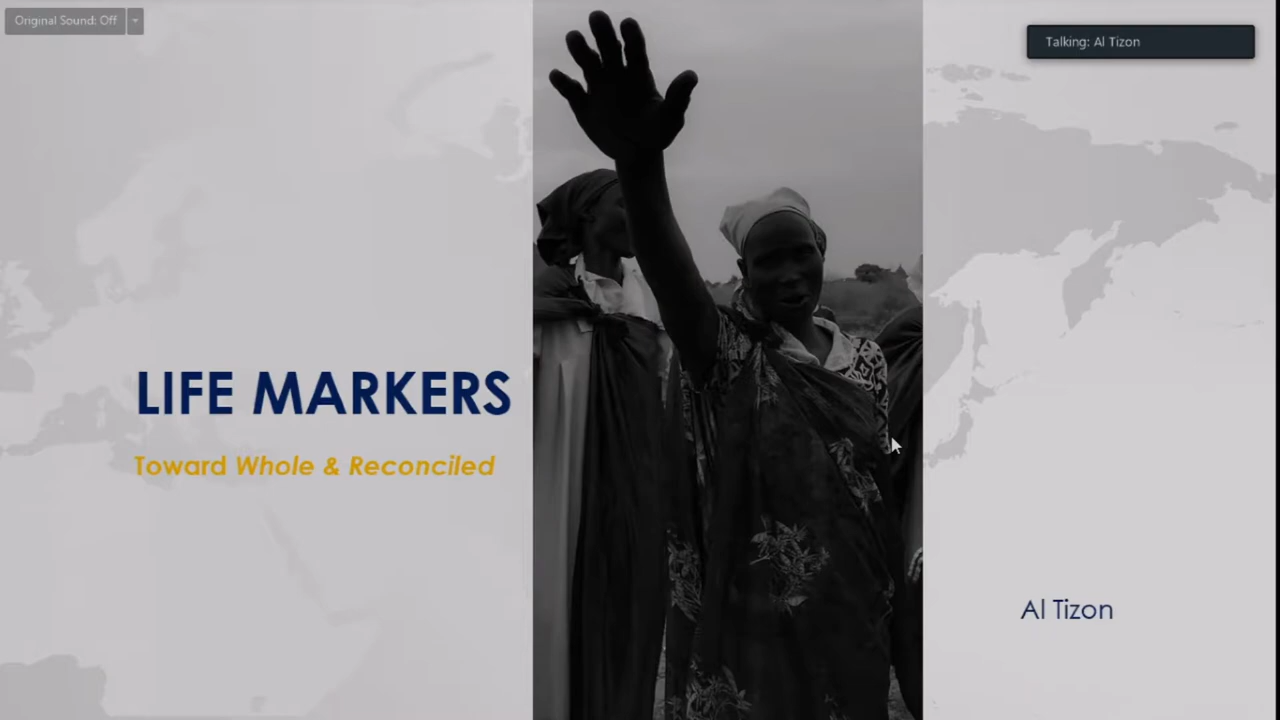 Original Sound: Off
Talking: Al Tizon
LIFE MARKERS
Toward Whole & Reconciled
Al Tizon